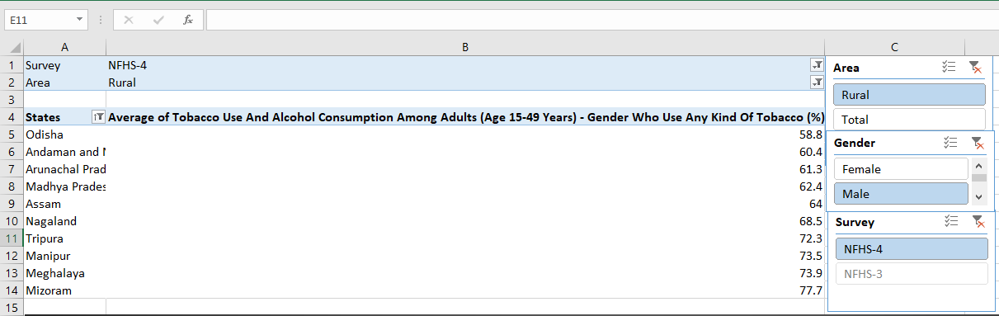 E11 fx
A B C
1 Survey NFHS-4
2 Area Rural
3
4 States Average of Tobacco Use And Alcohol Consumption Among Adults (Age 15-49 Years) - Gender Who Use Any Kind Of Tobacco (%)
5 Odisha 58.8
6 Andaman and N 60.4
7 Arunachal Prad 61.3
8 Madhya Prades 62.4
9 Assam 64
10 Nagaland 68.5
11 Tripura 72.3
12 Manipur 73.5
13 Meghalaya 73.9
14 Mizoram 77.7
15
Area
Rural
Total
Gender
Female
Male
Survey
NFHS-4
NFHS-3